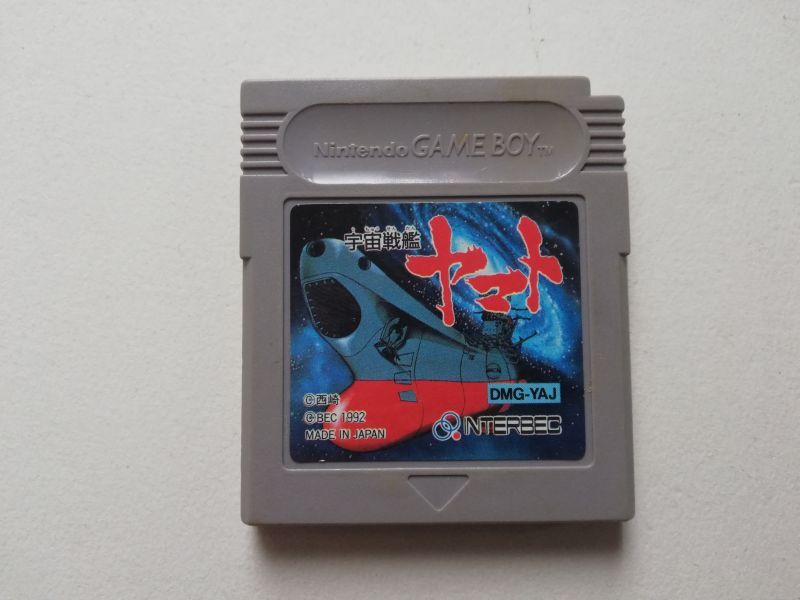 Nintendo GAME BOY™
宇宙戦艦
ヤマト
DMG-YAJ
©西崎
©BEC 1992
MADE IN JAPAN
INTERBEC